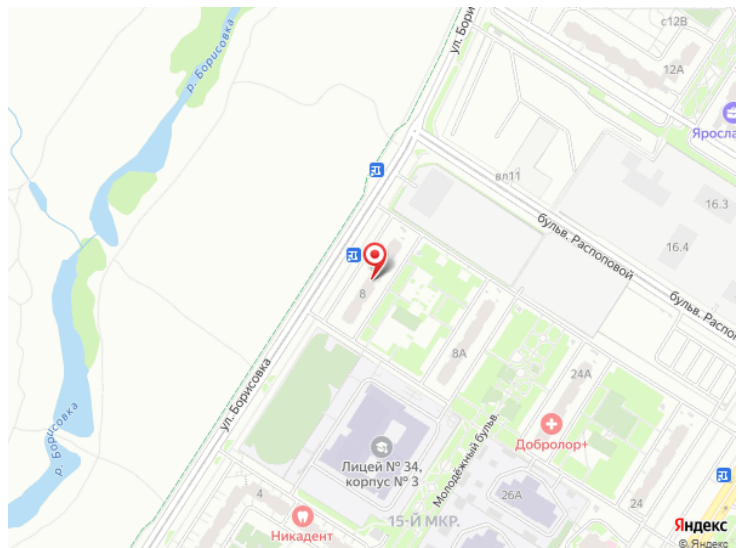 с12В
ул. Бори
12А
р. Борисовка
Яросла
вл11
16.3
бульв. Распоповой
16.4
8
бульв. Распоп
8А
ул. Борисовка
24А
р. Борисовка
Добролор+
Лицей № 34,
корпус № 3
Молодёжный бульв.
4
26А
24
15-Й МКР.
Никадент
Яндекс
© Яндекс